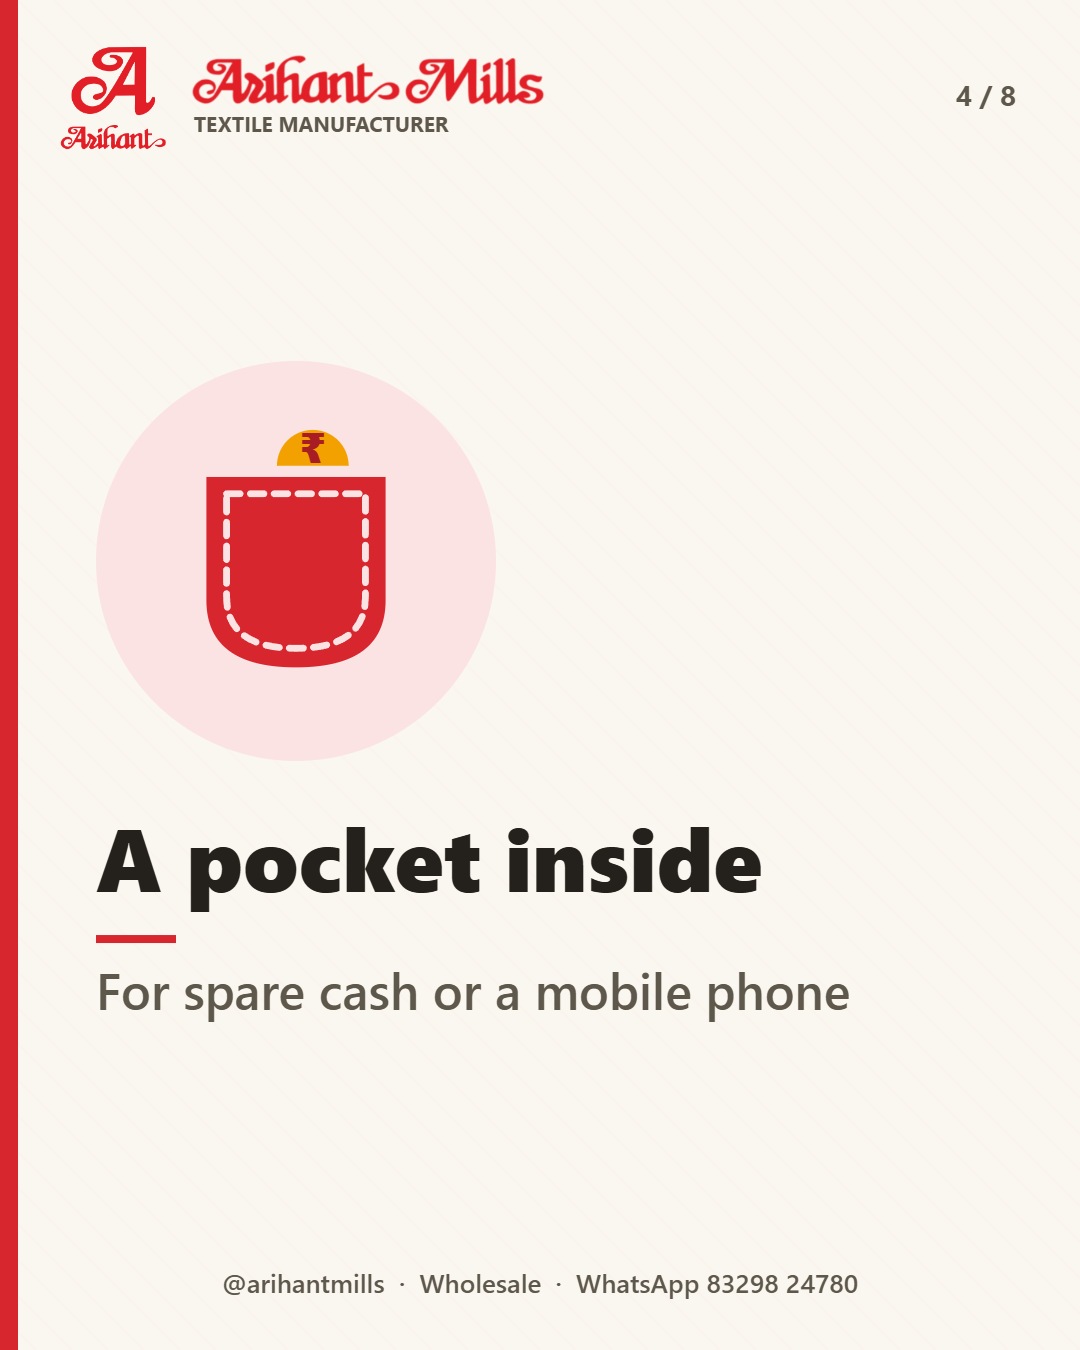 A
Arihant
Arihant Mills
TEXTILE MANUFACTURER
4 / 8
₹
A pocket inside
For spare cash or a mobile phone
@arihantmills · Wholesale · WhatsApp 83298 24780